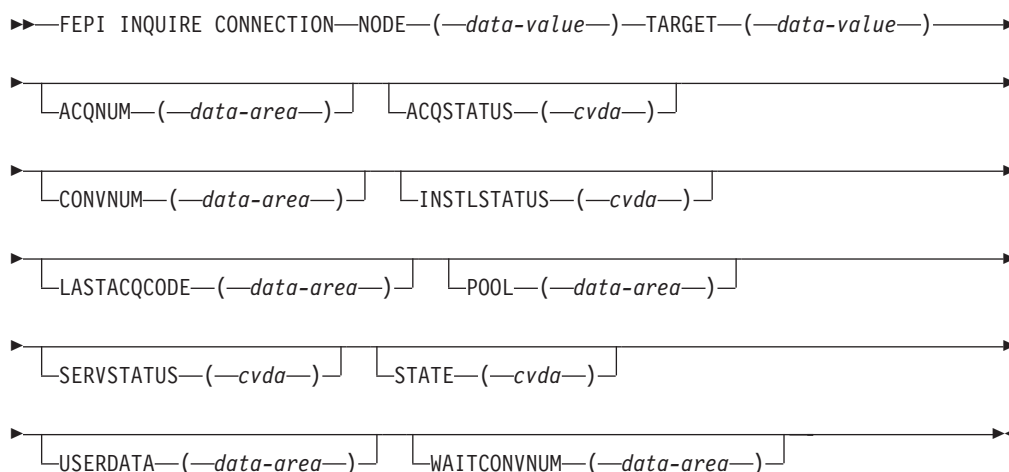 FEPI INQUIRE CONNECTION NODE ( data-value ) TARGET ( data-value )
ACQNUM ( data-area ) ACQSTATUS ( cvda )
CONVNUM ( data-area ) INSTLSTATUS ( cvda )
LASTACQCODE ( data-area ) POOL ( data-area )
SERVSTATUS ( cvda ) STATE ( cvda )
USERDATA ( data-area ) WAITCONVNUM ( data-area )